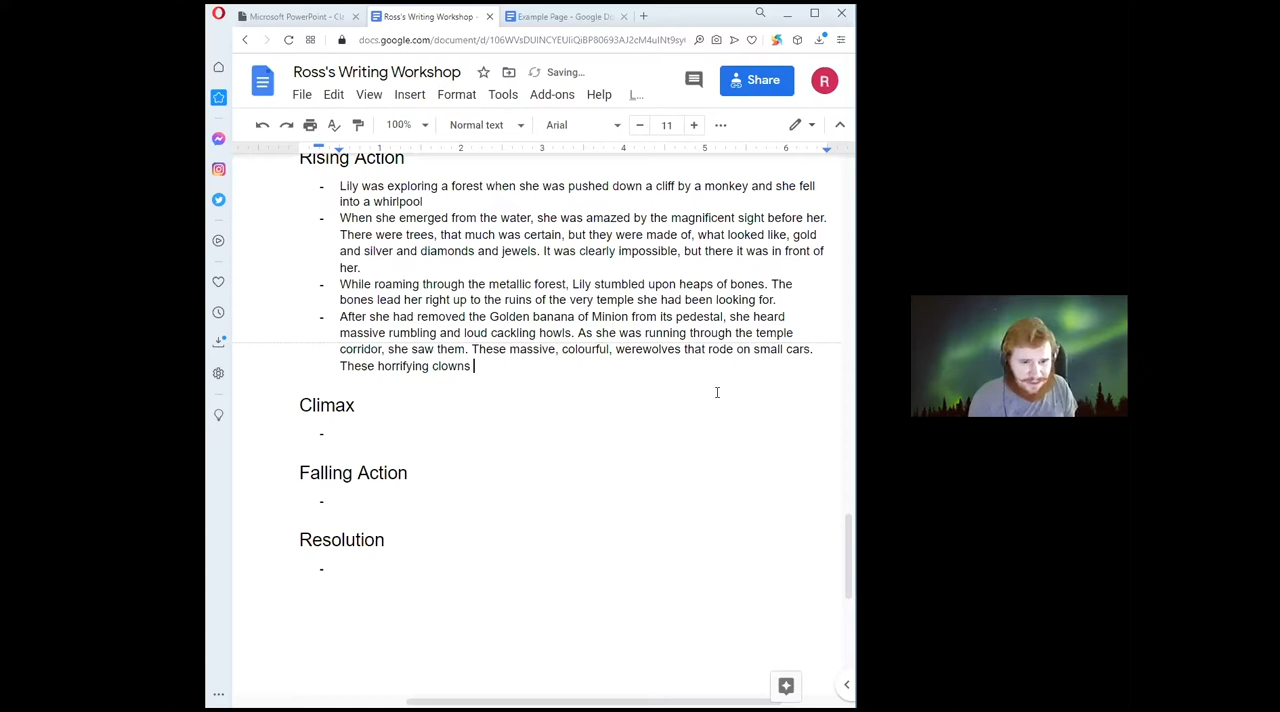 Microsoft PowerPoint - Cla
Ross's Writing Workshop -
Example Page - Google Do
docs.google.com/document/d/106WVsDUINCYEUIiQiBP80693AJ2cM4uINt9sy
Ross's Writing Workshop
Saving...
Share
R
File Edit View Insert Format Tools Add-ons Help L...
100% Normal text Arial 11
1 2 3 4 5 6
Rising Action
- Lily was exploring a forest when she was pushed down a cliff by a monkey and she fell
into a whirlpool
- When she emerged from the water, she was amazed by the magnificent sight before her.
There were trees, that much was certain, but they were made of, what looked like, gold
and silver and diamonds and jewels. It was clearly impossible, but there it was in front of
her.
- While roaming through the metallic forest, Lily stumbled upon heaps of bones. The
bones lead her right up to the ruins of the very temple she had been looking for.
- After she had removed the Golden banana of Minion from its pedestal, she heard
massive rumbling and loud cackling howls. As she was running through the temple
corridor, she saw them. These massive, colourful, werewolves that rode on small cars.
These horrifying clowns
Climax
-
Falling Action
-
Resolution
-